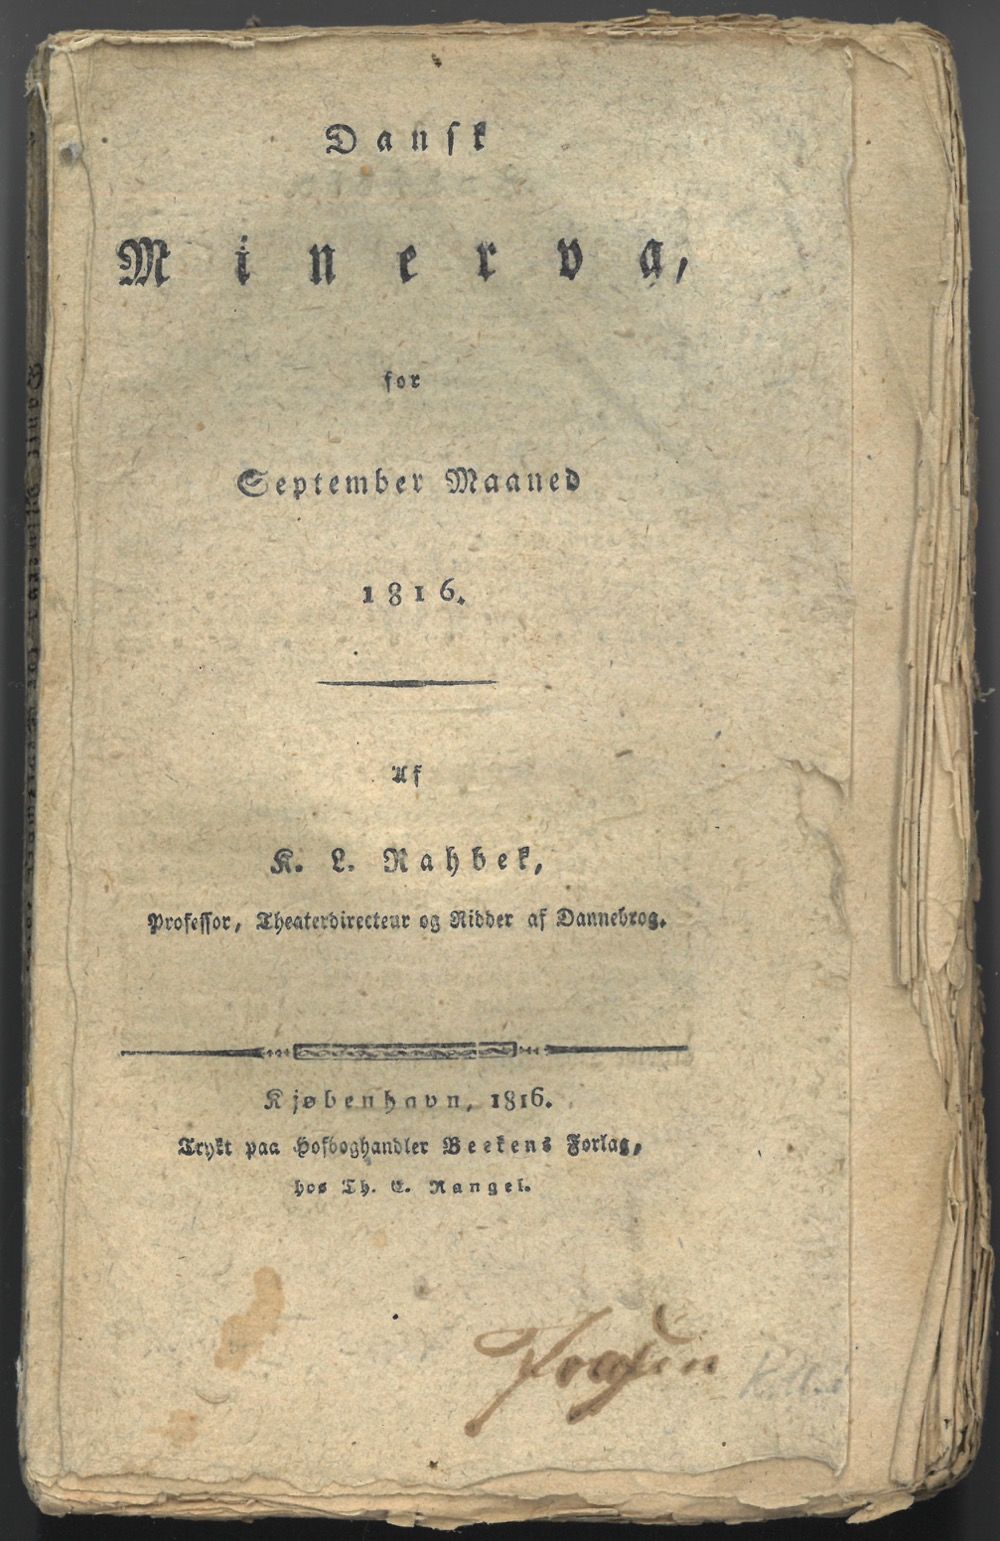 Dansk
Minerva,
for
September Maaned
1816.
Af
K. L. Rahbek,
Professor, Theaterdirecteur og Ridder af Dannebrog.
Kjøbenhavn, 1816.
Trykt paa Hofboghandler Beekens Forlag,
hos Th. E. Rangel.